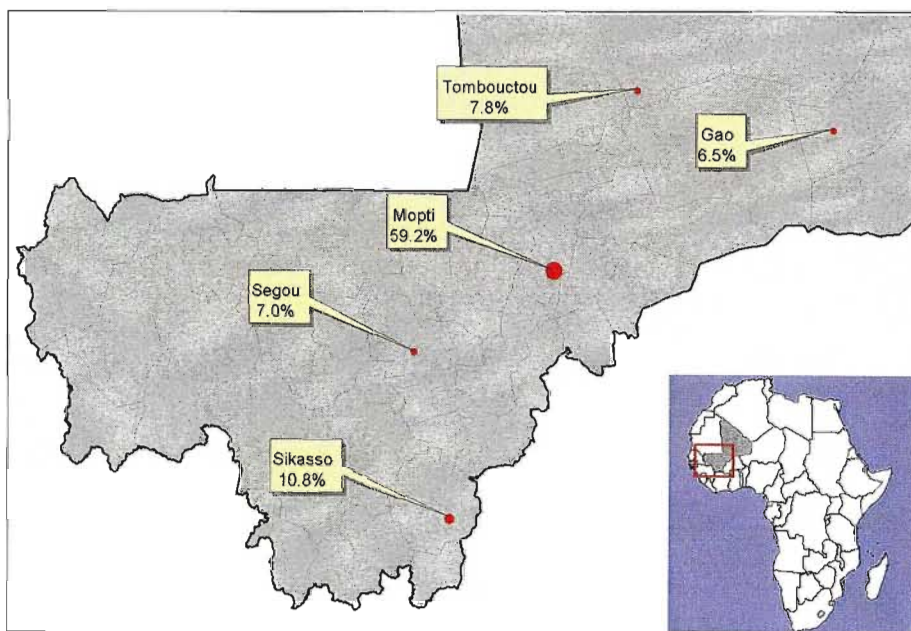 Tombouctou
7.8%
Gao
6.5%
Mopti
59.2%
Segou
7.0%
Sikasso
10.8%